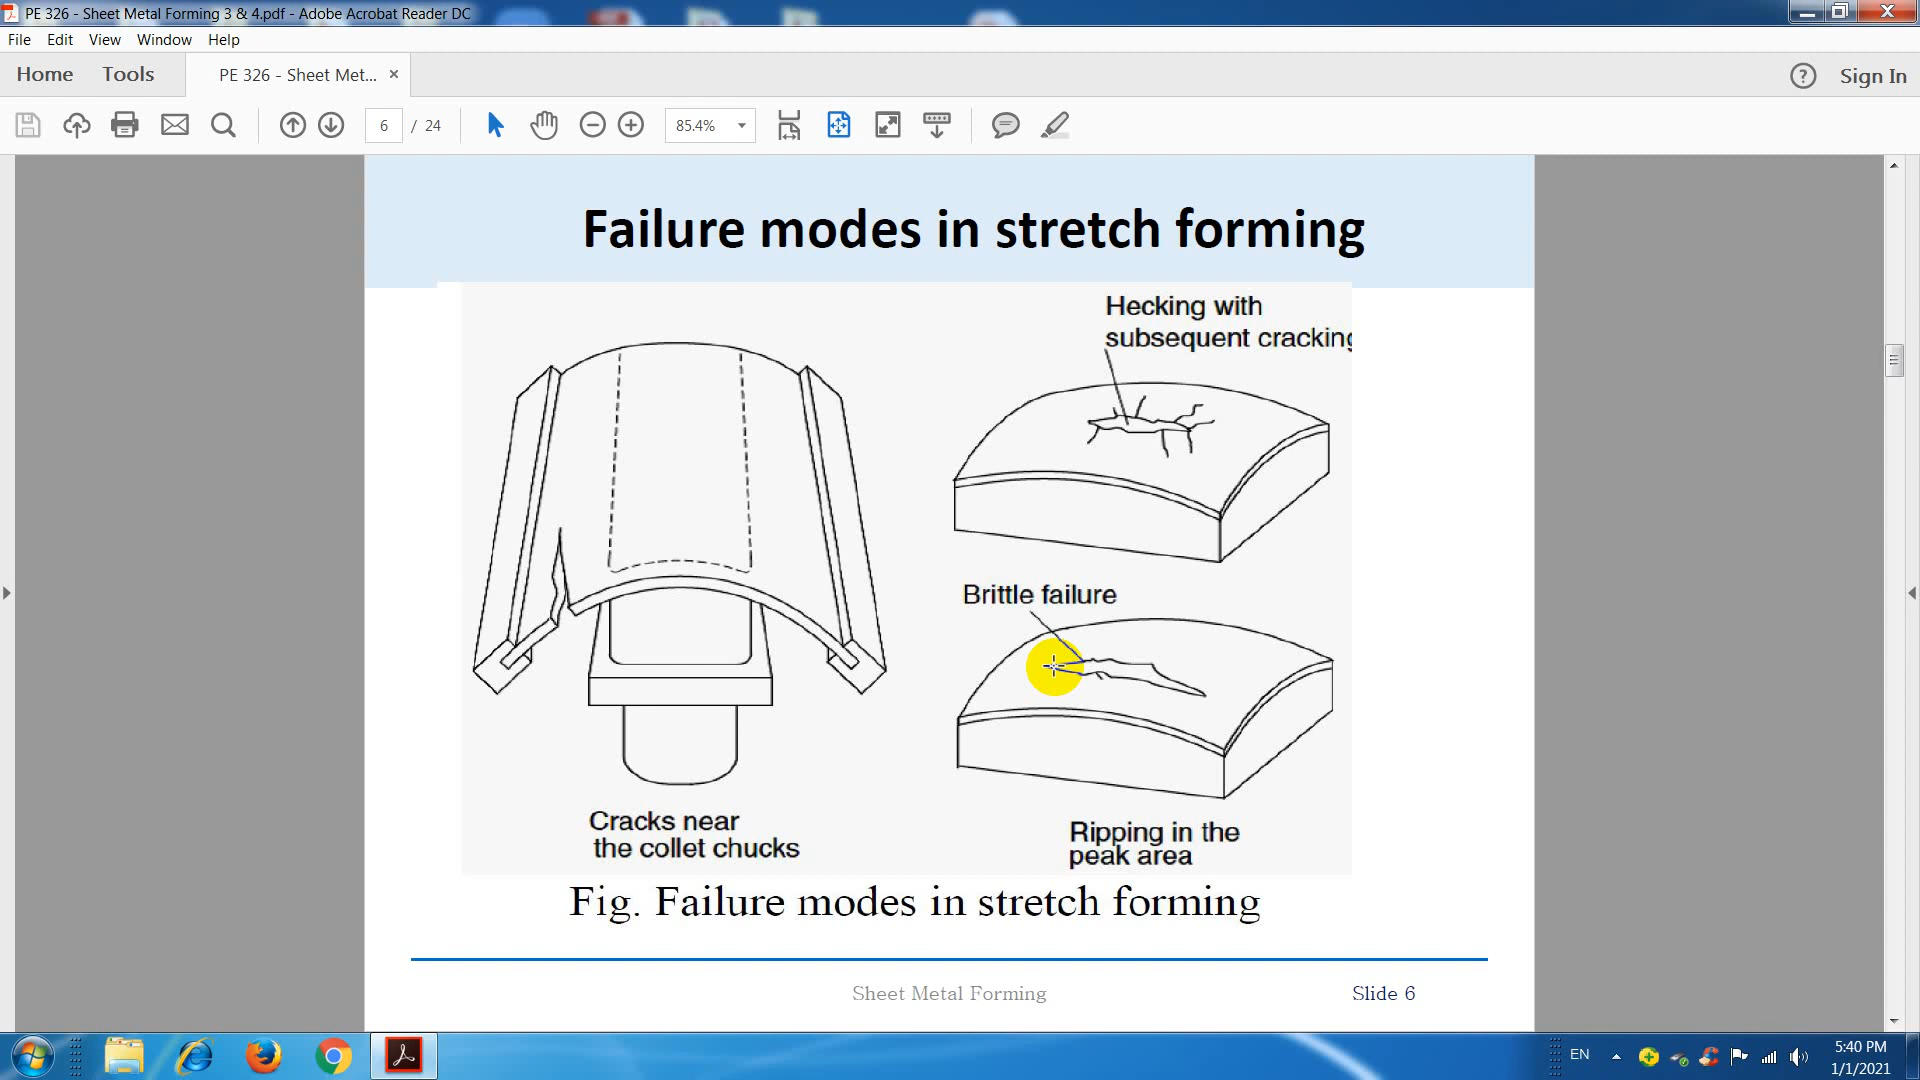 PE 326 - Sheet Metal Forming 3 & 4.pdf - Adobe Acrobat Reader DC
File Edit View Window Help
Home Tools PE 326 - Sheet Met... × ? Sign In
6 / 24 85.4%
Failure modes in stretch forming
Hecking with
subsequent cracking
Brittle failure
Cracks near
the collet chucks
Ripping in the
peak area
Fig. Failure modes in stretch forming
Sheet Metal Forming Slide 6
EN 5:40 PM
1/1/2021